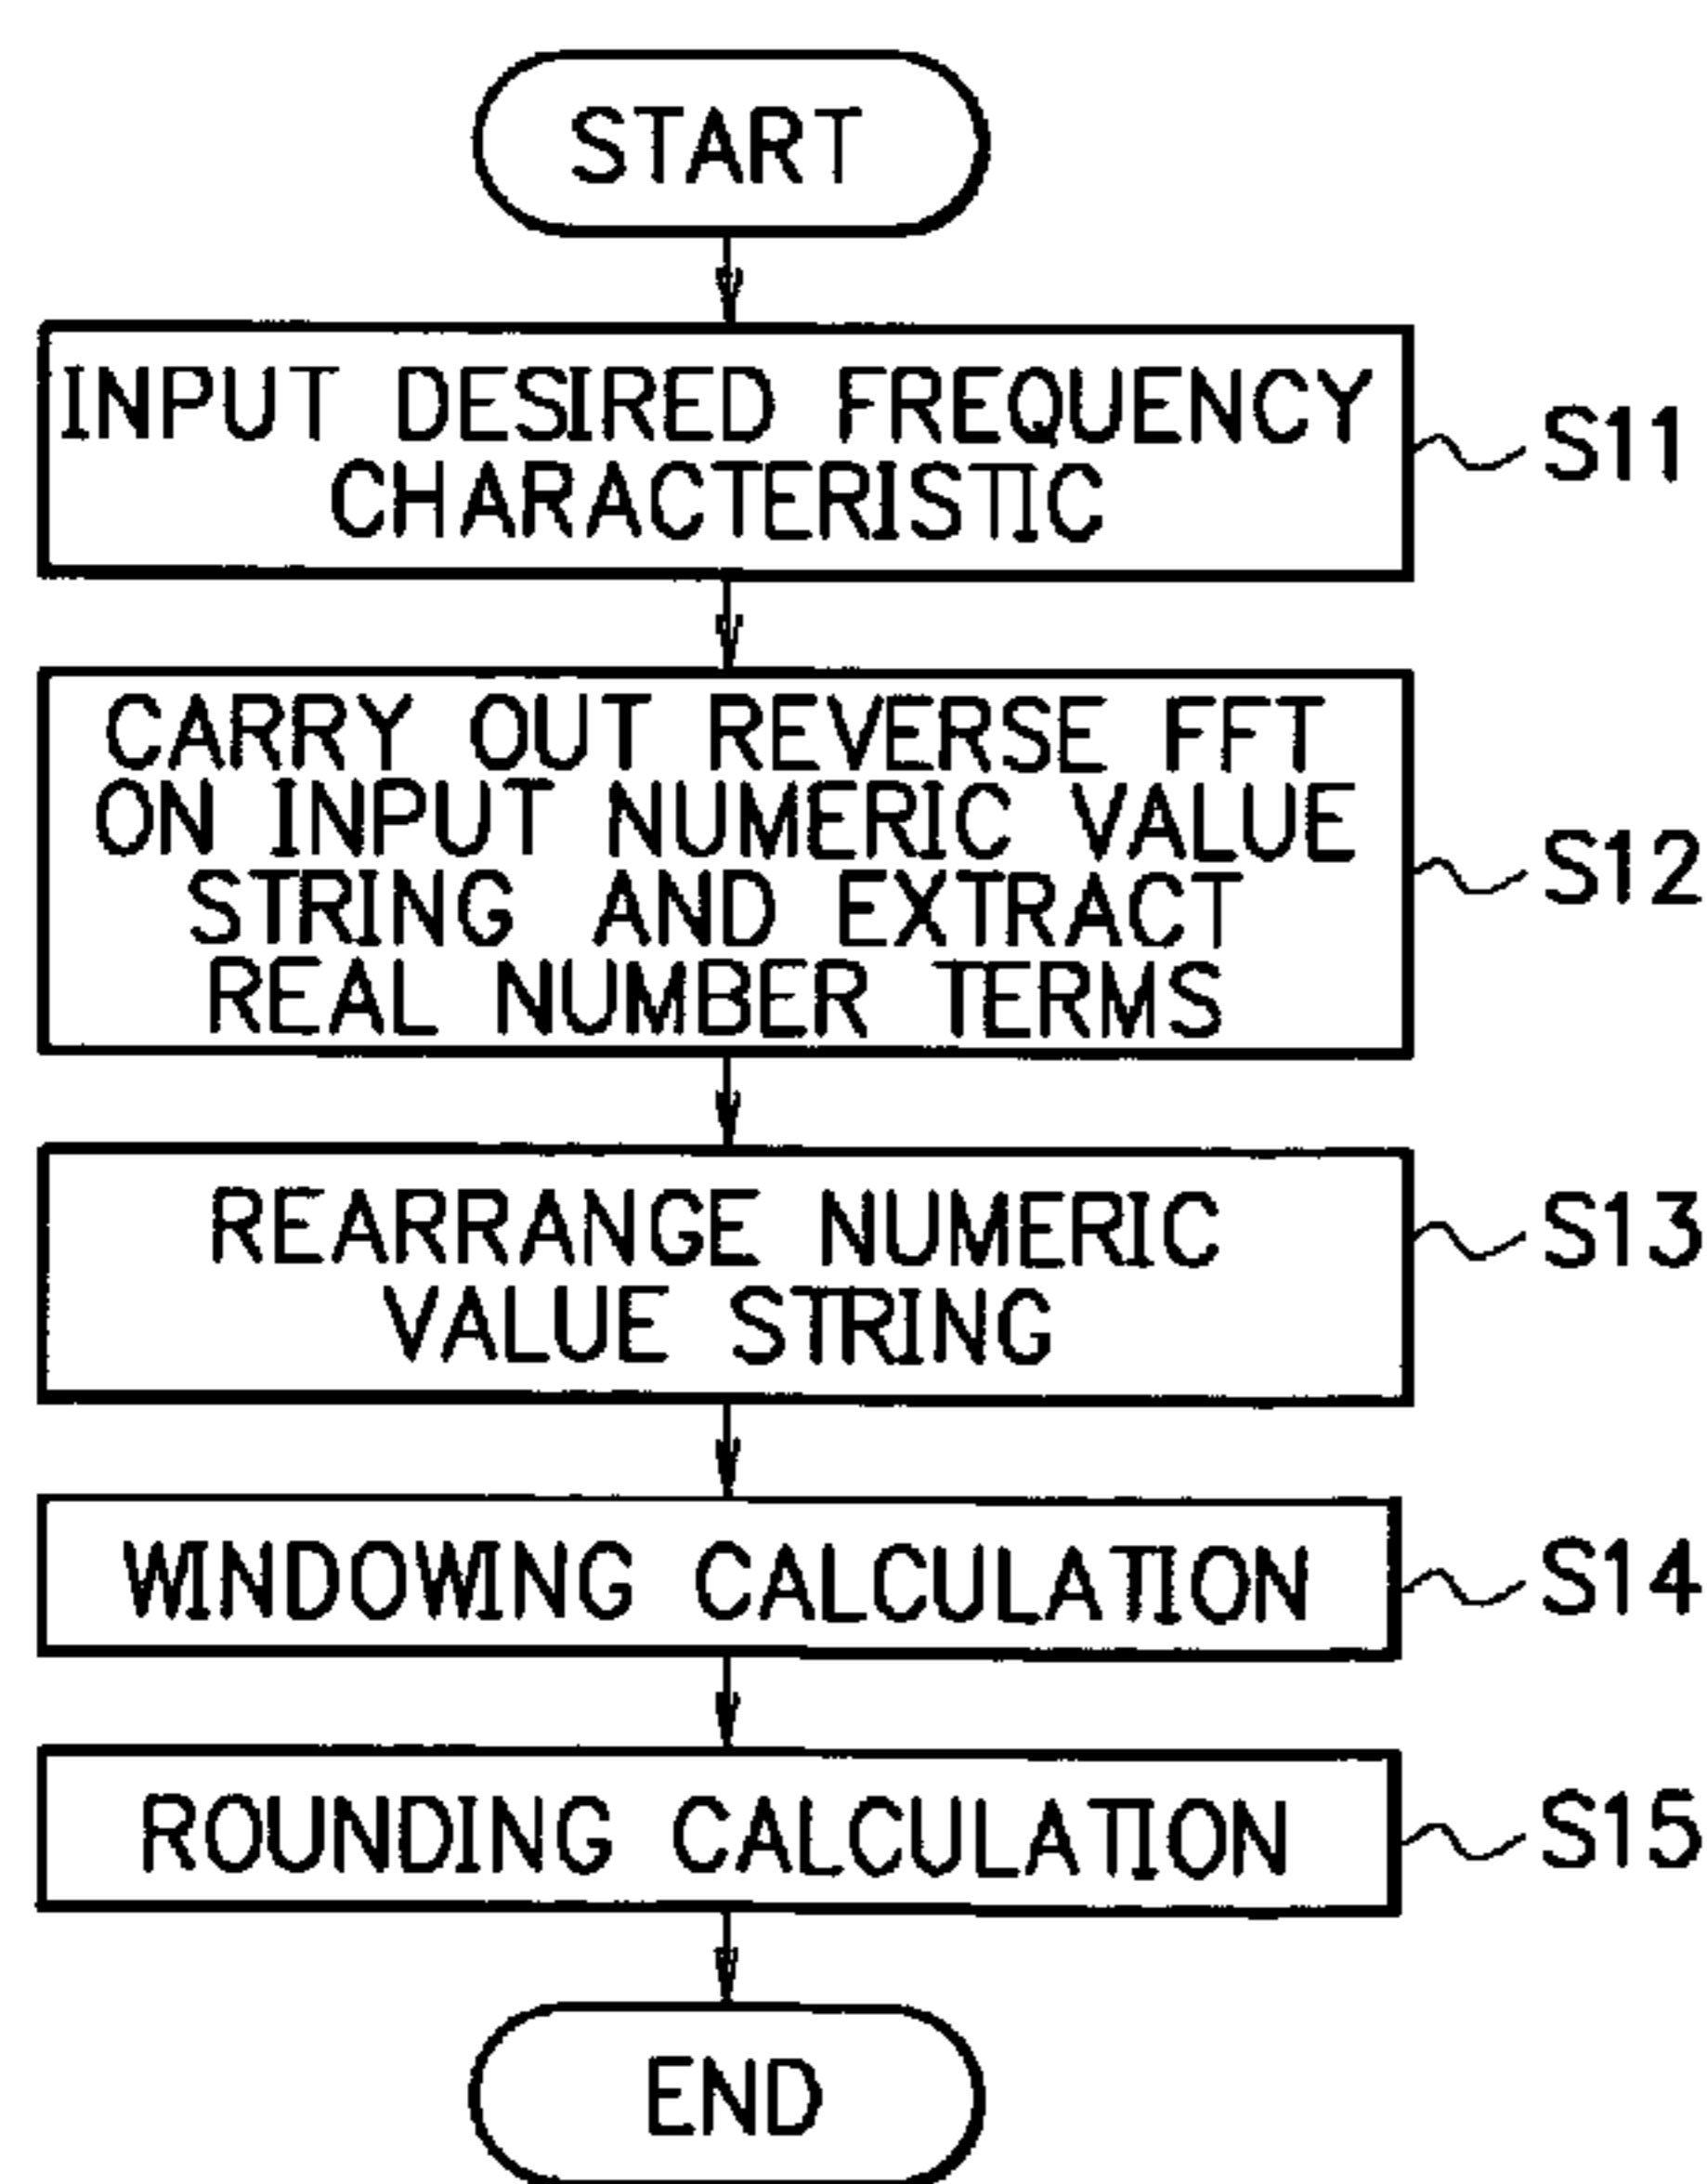 START
INPUT DESIRED FREQUENCY
CHARACTERISTIC
S11
CARRY OUT REVERSE FFT
ON INPUT NUMERIC VALUE
STRING AND EXTRACT
REAL NUMBER TERMS
S12
REARRANGE NUMERIC
VALUE STRING
S13
WINDOWING CALCULATION
S14
ROUNDING CALCULATION
S15
END